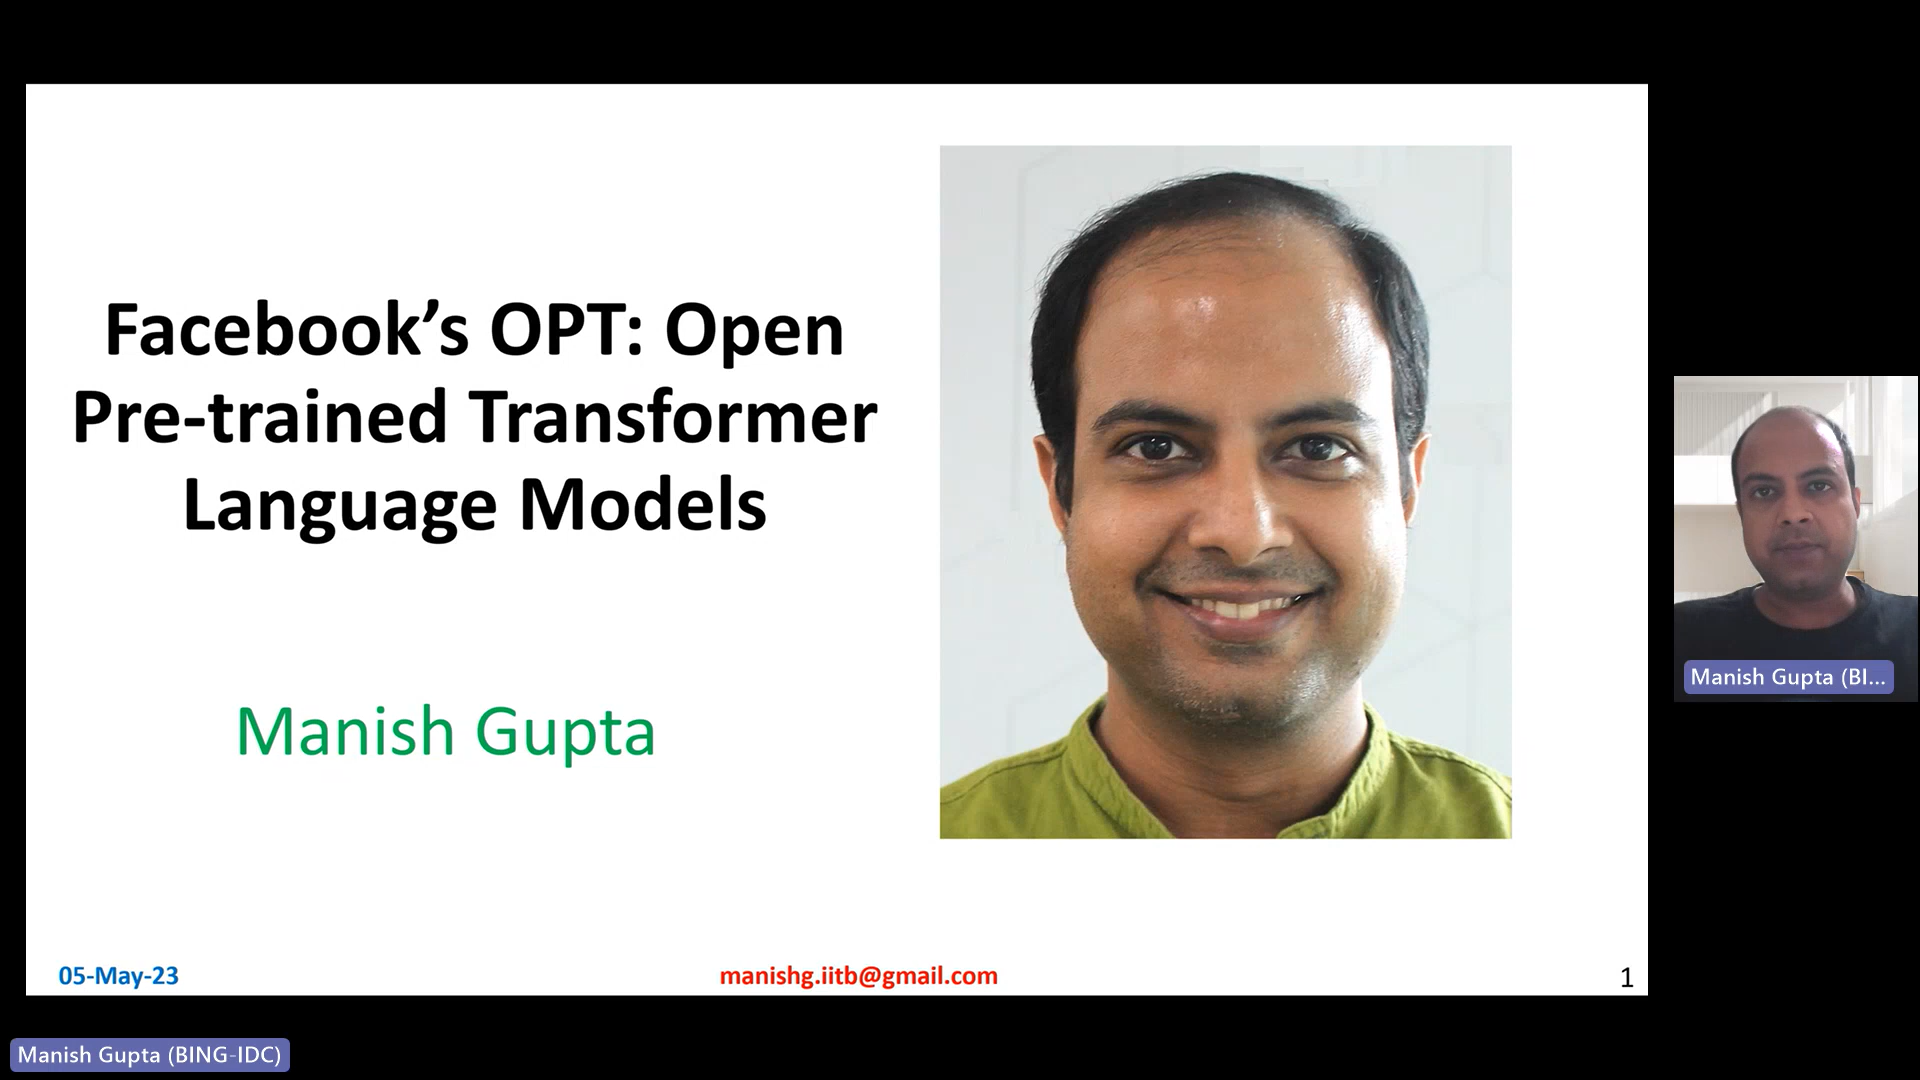 Facebook’s OPT: Open
Pre-trained Transformer
Language Models
Manish Gupta
05-May-23
manishg.iitb@gmail.com
1
Manish Gupta (BI...
Manish Gupta (BING-IDC)